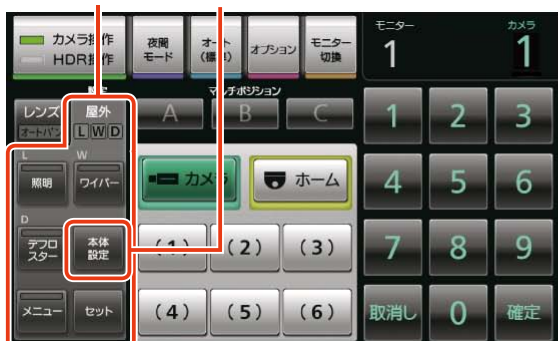 カメラ操作
HDR操作
夜間
モード
オート
(標準)
オプション
モニター
切換
モニター
1
カメラ
1
設定
マルチポジション
レンズ
オートパン
屋外
L W D
A
B
C
1
2
3
L
照明
W
ワイパー
カメラ
ホーム
4
5
6
D
デフロ
スター
本体
設定
(1)
(2)
(3)
7
8
9
メニュー
セット
(4)
(5)
(6)
取消し
0
確定